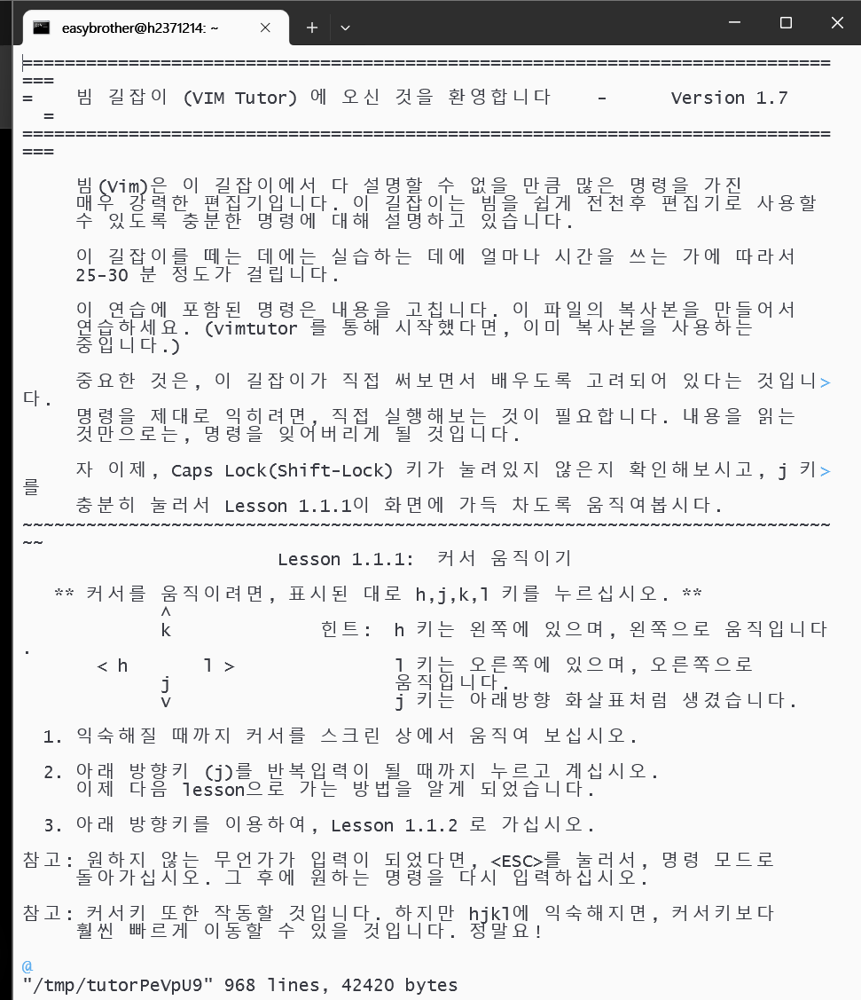 easybrother@h2371214: ~
============================================================================
===
=    빔 길잡이 (VIM Tutor) 에 오신 것을 환영합니다    -      Version 1.7
  =
============================================================================
===
빔(Vim)은 이 길잡이에서 다 설명할 수 없을 만큼 많은 명령을 가진
매우 강력한 편집기입니다. 이 길잡이는 빔을 쉽게 전천후 편집기로 사용할
수 있도록 충분한 명령에 대해 설명하고 있습니다.
이 길잡이를 떼는 데에는 실습하는 데에 얼마나 시간을 쓰는 가에 따라서
25-30 분 정도가 걸립니다.
이 연습에 포함된 명령은 내용을 고칩니다. 이 파일의 복사본을 만들어서
연습하세요. (vimtutor 를 통해 시작했다면, 이미 복사본을 사용하는
중입니다.)
중요한 것은, 이 길잡이가 직접 써보면서 배우도록 고려되어 있다는 것입니>
다.
명령을 제대로 익히려면, 직접 실행해보는 것이 필요합니다. 내용을 읽는
것만으로는, 명령을 잊어버리게 될 것입니다.
자 이제, Caps Lock(Shift-Lock) 키가 눌려있지 않은지 확인해보시고, j 키>
를
충분히 눌러서 Lesson 1.1.1이 화면에 가득 차도록 움직여봅시다.
~~~~~~~~~~~~~~~~~~~~~~~~~~~~~~~~~~~~~~~~~~~~~~~~~~~~~~~~~~~~~~~~~~~~~~~~~~~~
~~
Lesson 1.1.1:  커서 움직이기
** 커서를 움직이려면, 표시된 대로 h,j,k,l 키를 누르십시오. **
^
k              힌트:  h 키는 왼쪽에 있으며, 왼쪽으로 움직입니다
.
< h       l >               l 키는 오른쪽에 있으며, 오른쪽으로
j                     움직입니다.
v                     j 키는 아래방향 화살표처럼 생겼습니다.
1. 익숙해질 때까지 커서를 스크린 상에서 움직여 보십시오.
2. 아래 방향키 (j)를 반복입력이 될 때까지 누르고 계십시오.
이제 다음 lesson으로 가는 방법을 알게 되었습니다.
3. 아래 방향키를 이용하여, Lesson 1.1.2 로 가십시오.
참고: 원하지 않는 무언가가 입력이 되었다면, <ESC>를 눌러서, 명령 모드로
돌아가십시오. 그 후에 원하는 명령을 다시 입력하십시오.
참고: 커서키 또한 작동할 것입니다. 하지만 hjkl에 익숙해지면, 커서키보다
훨씬 빠르게 이동할 수 있을 것입니다. 정말요!
@
"/tmp/tutorPeVpU9" 968 lines, 42420 bytes